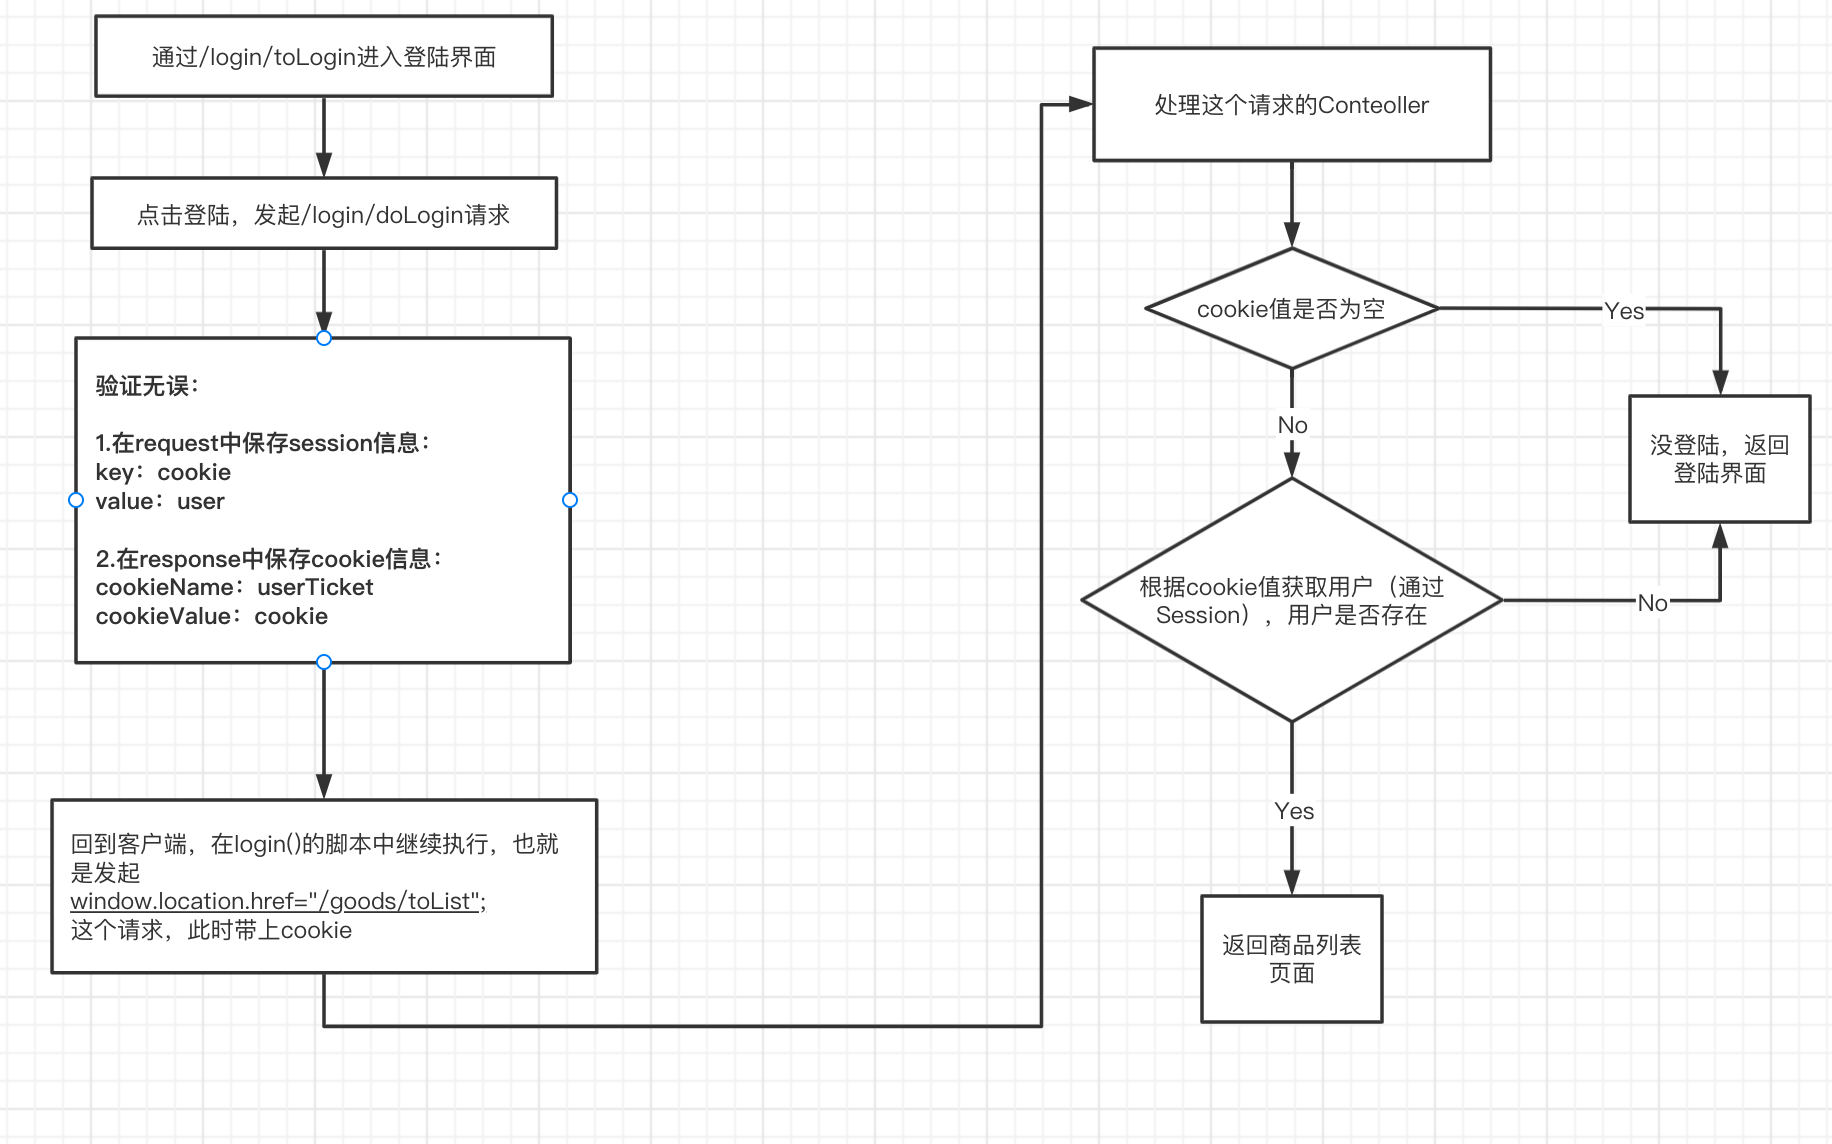 通过/login/toLogin进入登陆界面
点击登陆，发起/login/doLogin请求
验证无误：
1.在request中保存session信息：
key：cookie
value：user
2.在response中保存cookie信息：
cookieName：userTicket
cookieValue：cookie
回到客户端，在login()的脚本中继续执行，也就
是发起
window.location.href="/goods/toList";
这个请求，此时带上cookie
处理这个请求的Conteoller
cookie值是否为空
Yes
No
没登陆，返回
登陆界面
根据cookie值获取用户（通过
Session），用户是否存在
No
Yes
返回商品列表
页面